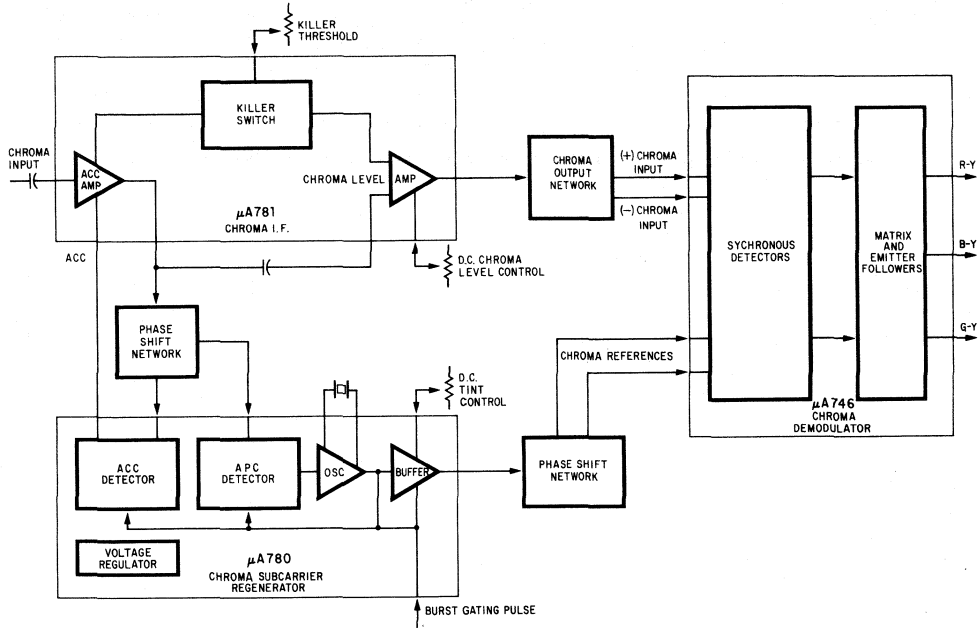 KILLER
THRESHOLD
KILLER
SWITCH
CHROMA
INPUT
ACC
AMP
CHROMA LEVEL
AMP
µA781
CHROMA I.F.
ACC
D.C. CHROMA
LEVEL CONTROL
CHROMA
OUTPUT
NETWORK
(+) CHROMA
INPUT
(−) CHROMA
INPUT
SYCHRONOUS
DETECTORS
MATRIX
AND
EMITTER
FOLLOWERS
R-Y
B-Y
G-Y
µA746
CHROMA
DEMODULATOR
PHASE
SHIFT
NETWORK
CHROMA REFERENCES
D.C.
TINT
CONTROL
ACC
DETECTOR
APC
DETECTOR
OSC
BUFFER
PHASE SHIFT
NETWORK
VOLTAGE
REGULATOR
µA780
CHROMA SUBCARRIER
REGENERATOR
BURST GATING PULSE